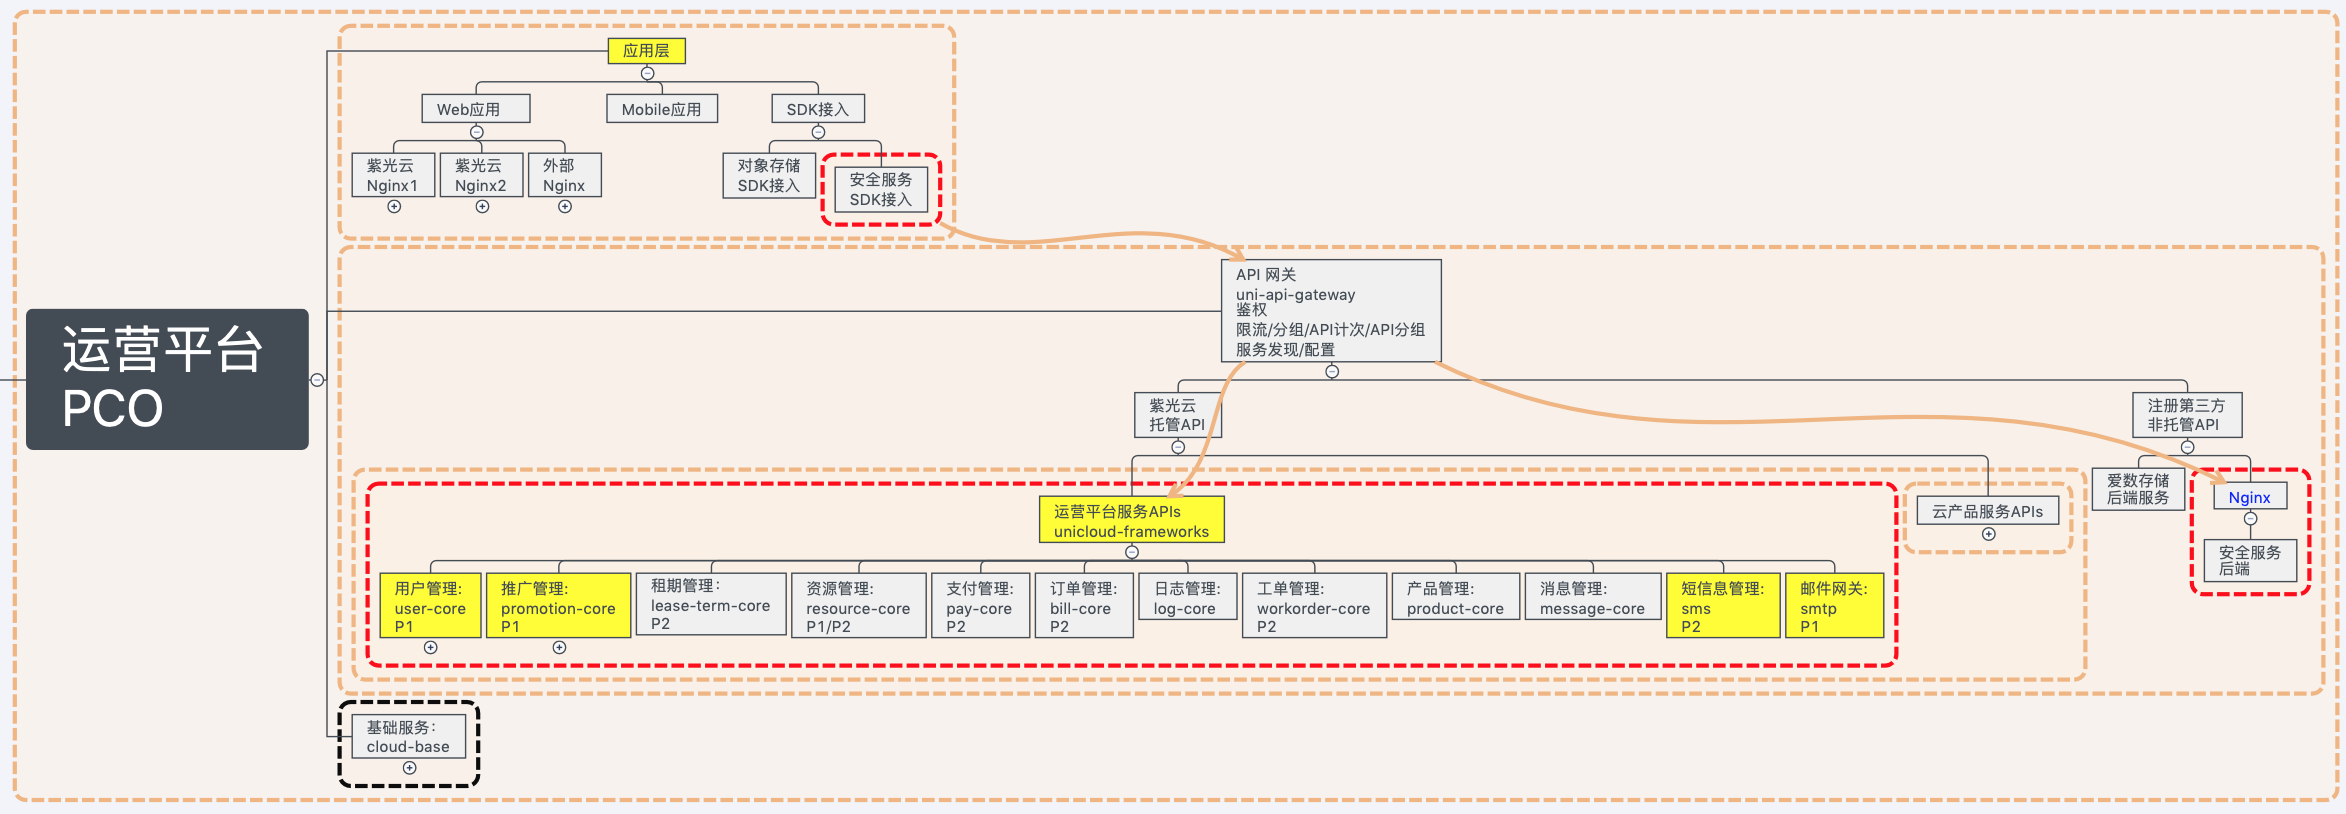 应用层
Web应用
Mobile应用
SDK接入
紫光云
Nginx1
紫光云
Nginx2
外部
Nginx
对象存储
SDK接入
安全服务
SDK接入
运营平台
PCO
API 网关
uni-api-gateway
鉴权
限流/分组/API计次/API分组
服务发现/配置
紫光云
托管API
注册第三方
非托管API
运营平台服务APIs
unicloud-frameworks
云产品服务APIs
爱数存储
后端服务
Nginx
安全服务
后端
用户管理:
user-core
P1
推广管理:
promotion-core
P1
租期管理：
lease-term-core
P2
资源管理:
resource-core
P1/P2
支付管理:
pay-core
P2
订单管理:
bill-core
P2
日志管理:
log-core
工单管理:
workorder-core
P2
产品管理:
product-core
消息管理:
message-core
短信息管理:
sms
P2
邮件网关:
smtp
P1
基础服务：
cloud-base